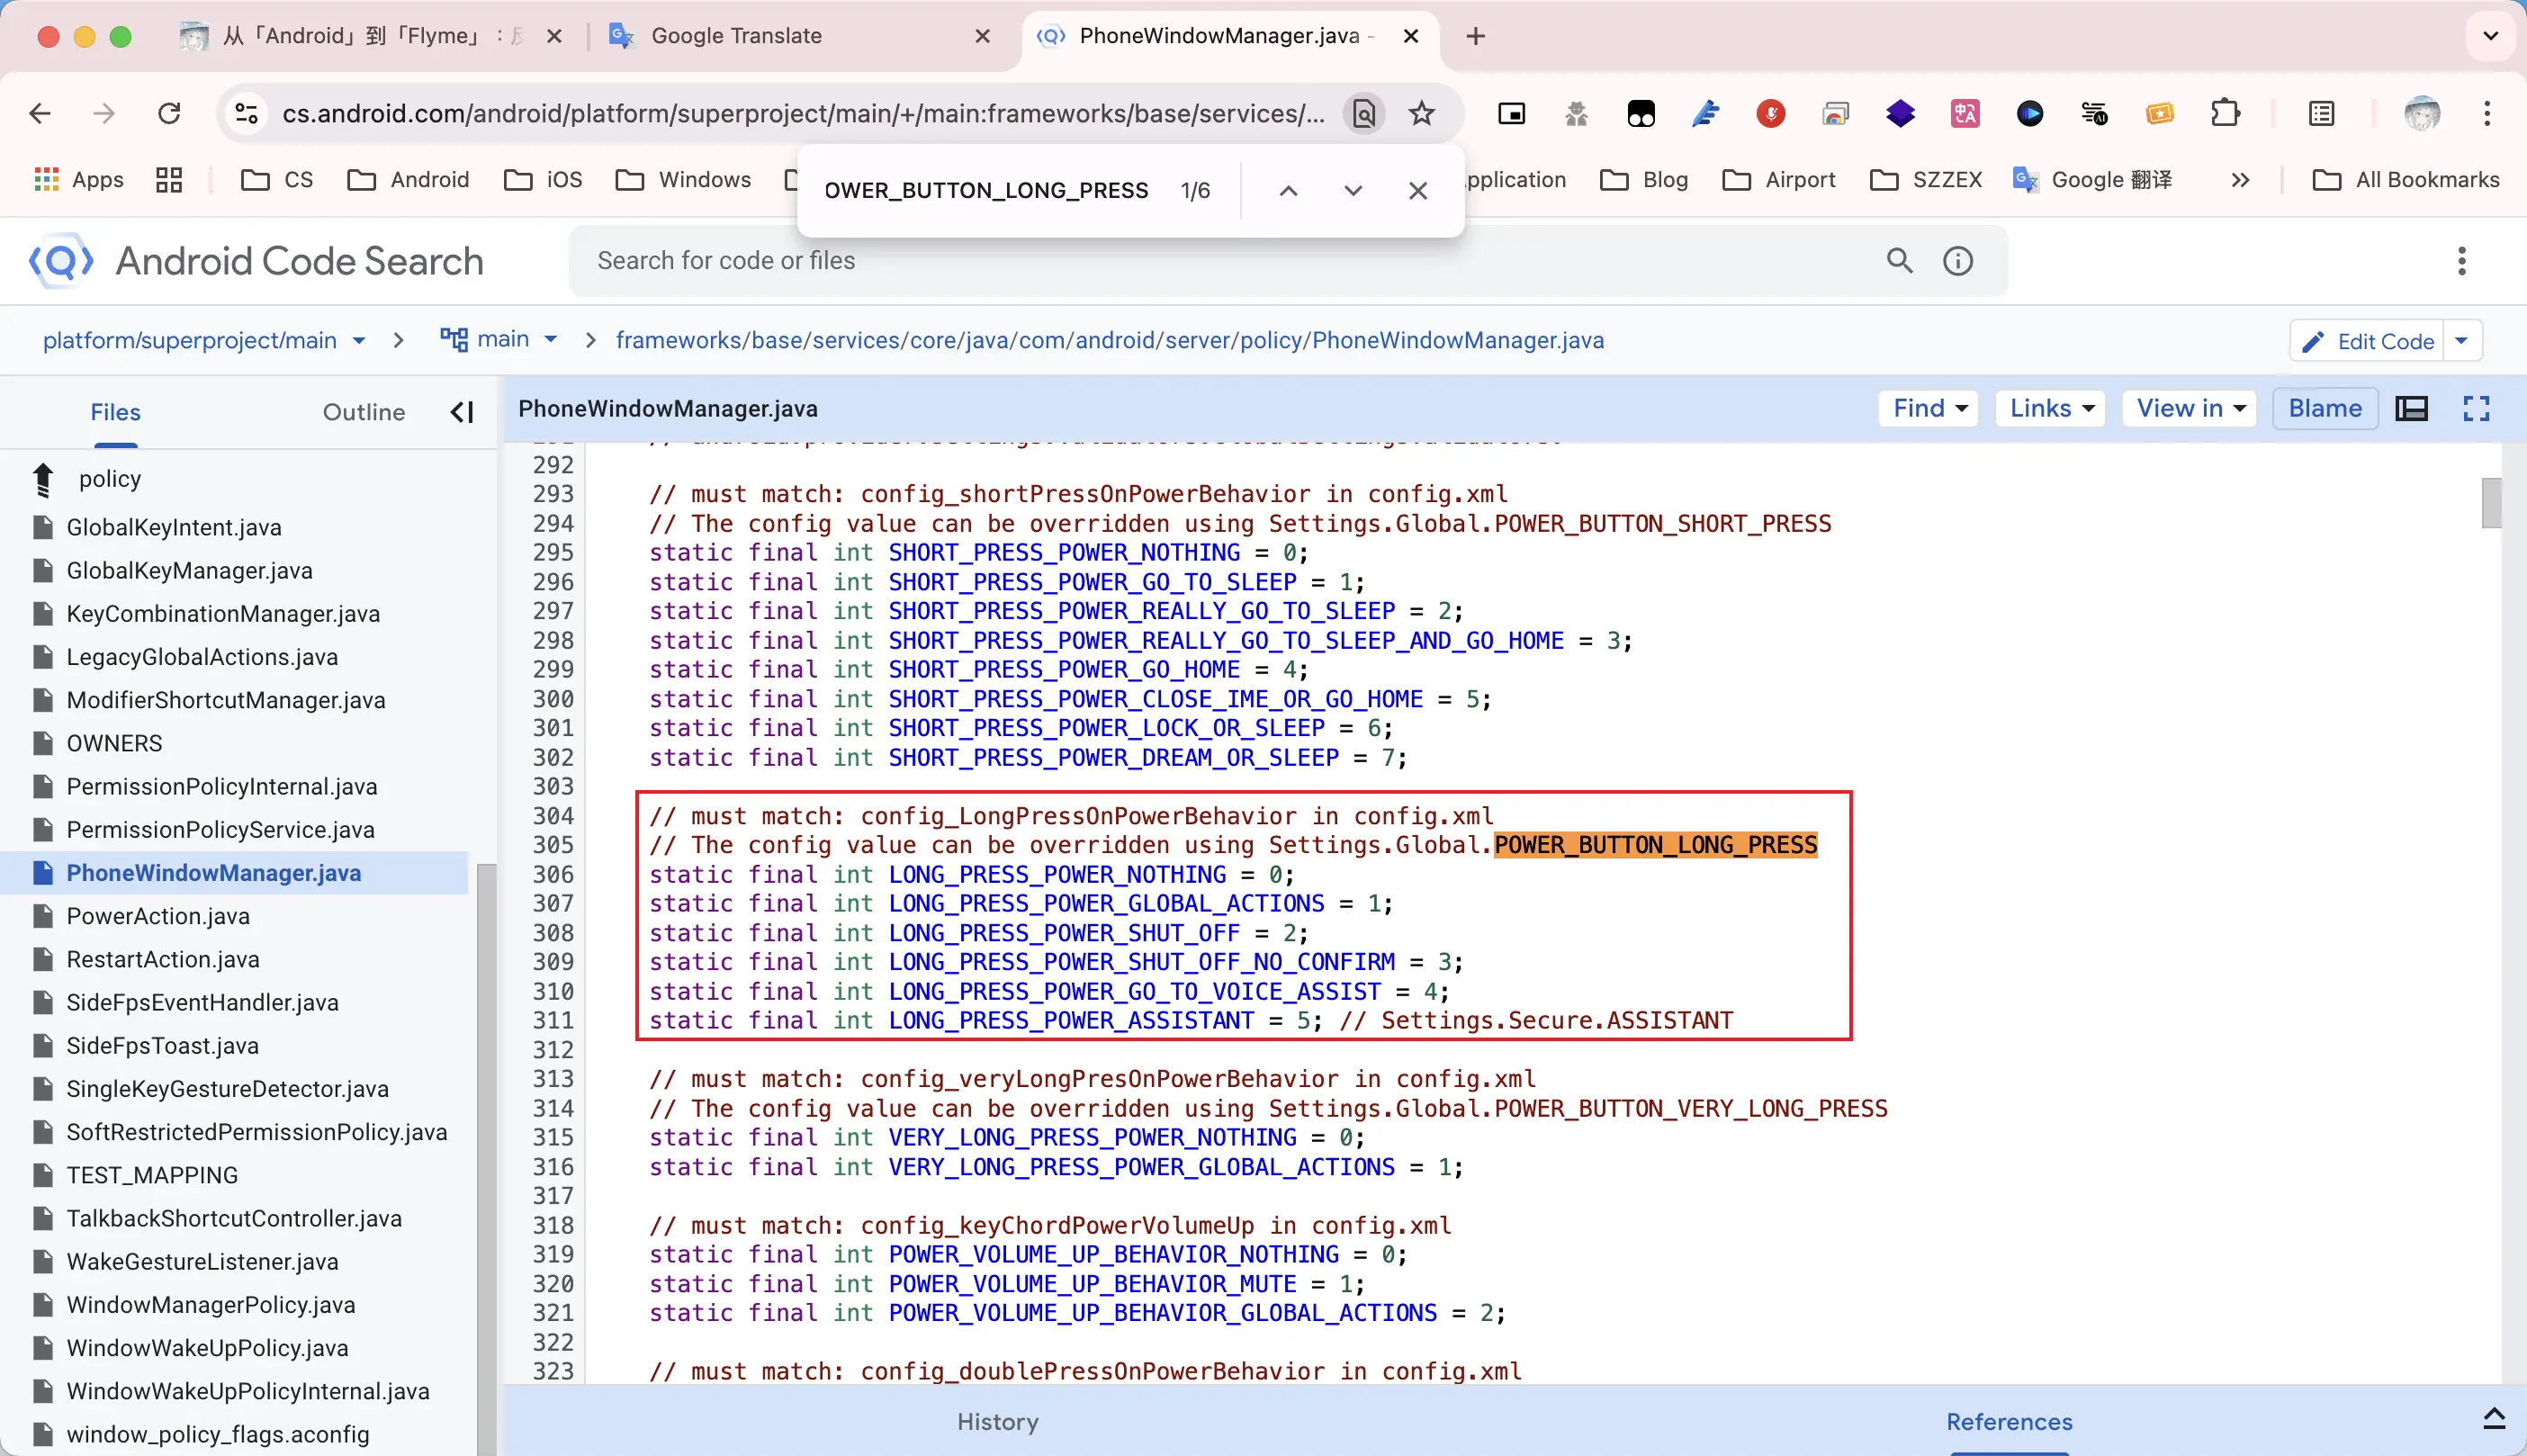 从「Android」到「Flyme」：
Google Translate
PhoneWindowManager.java -
cs.android.com/android/platform/superproject/main/+/main:frameworks/base/services/...
Apps
CS
Android
iOS
Windows
pplication
Blog
Airport
SZZEX
Google 翻译
All Bookmarks
OWER_BUTTON_LONG_PRESS 1/6
Android Code Search
Search for code or files
platform/superproject/main
main
frameworks/base/services/core/java/com/android/server/policy/PhoneWindowManager.java
Edit Code
Files
Outline
PhoneWindowManager.java
Find
Links
View in
Blame
policy
GlobalKeyIntent.java
GlobalKeyManager.java
KeyCombinationManager.java
LegacyGlobalActions.java
ModifierShortcutManager.java
OWNERS
PermissionPolicyInternal.java
PermissionPolicyService.java
PhoneWindowManager.java
PowerAction.java
RestartAction.java
SideFpsEventHandler.java
SideFpsToast.java
SingleKeyGestureDetector.java
SoftRestrictedPermissionPolicy.java
TEST_MAPPING
TalkbackShortcutController.java
WakeGestureListener.java
WindowManagerPolicy.java
WindowWakeUpPolicy.java
WindowWakeUpPolicyInternal.java
window_policy_flags.aconfig
292
293 // must match: config_shortPressOnPowerBehavior in config.xml
294 // The config value can be overridden using Settings.Global.POWER_BUTTON_SHORT_PRESS
295 static final int SHORT_PRESS_POWER_NOTHING = 0;
296 static final int SHORT_PRESS_POWER_GO_TO_SLEEP = 1;
297 static final int SHORT_PRESS_POWER_REALLY_GO_TO_SLEEP = 2;
298 static final int SHORT_PRESS_POWER_REALLY_GO_TO_SLEEP_AND_GO_HOME = 3;
299 static final int SHORT_PRESS_POWER_GO_HOME = 4;
300 static final int SHORT_PRESS_POWER_CLOSE_IME_OR_GO_HOME = 5;
301 static final int SHORT_PRESS_POWER_LOCK_OR_SLEEP = 6;
302 static final int SHORT_PRESS_POWER_DREAM_OR_SLEEP = 7;
303
304 // must match: config_LongPressOnPowerBehavior in config.xml
305 // The config value can be overridden using Settings.Global.POWER_BUTTON_LONG_PRESS
306 static final int LONG_PRESS_POWER_NOTHING = 0;
307 static final int LONG_PRESS_POWER_GLOBAL_ACTIONS = 1;
308 static final int LONG_PRESS_POWER_SHUT_OFF = 2;
309 static final int LONG_PRESS_POWER_SHUT_OFF_NO_CONFIRM = 3;
310 static final int LONG_PRESS_POWER_GO_TO_VOICE_ASSIST = 4;
311 static final int LONG_PRESS_POWER_ASSISTANT = 5; // Settings.Secure.ASSISTANT
312
313 // must match: config_veryLongPresOnPowerBehavior in config.xml
314 // The config value can be overridden using Settings.Global.POWER_BUTTON_VERY_LONG_PRESS
315 static final int VERY_LONG_PRESS_POWER_NOTHING = 0;
316 static final int VERY_LONG_PRESS_POWER_GLOBAL_ACTIONS = 1;
317
318 // must match: config_keyChordPowerVolumeUp in config.xml
319 static final int POWER_VOLUME_UP_BEHAVIOR_NOTHING = 0;
320 static final int POWER_VOLUME_UP_BEHAVIOR_MUTE = 1;
321 static final int POWER_VOLUME_UP_BEHAVIOR_GLOBAL_ACTIONS = 2;
322
323 // must match: config_doublePressOnPowerBehavior in config.xml
History
References